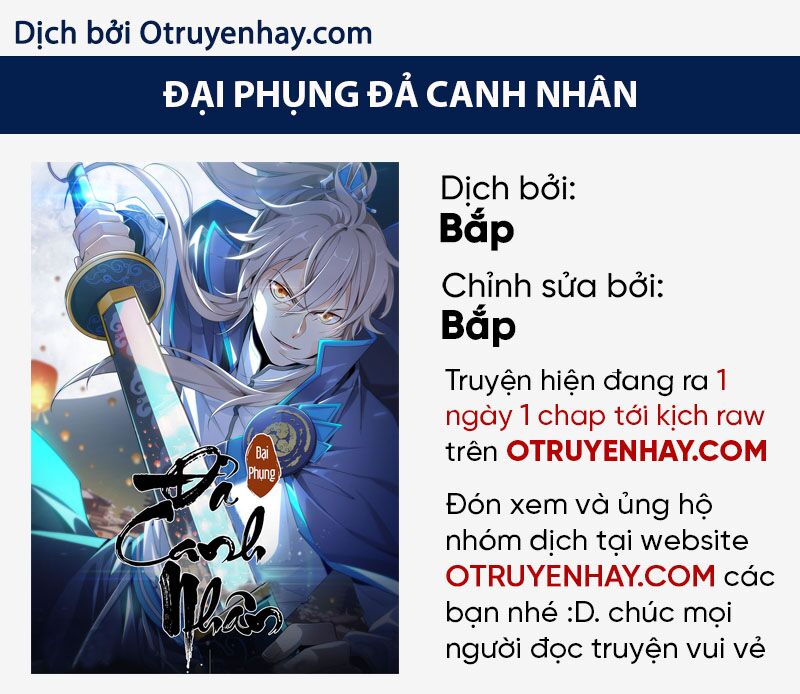 Dịch bởi Otruyenhay.com
ĐẠI PHỤNG ĐẢ CANH NHÂN
Dịch bởi:
Bắp
Chỉnh sửa bởi:
Bắp
Truyện hiện đang ra 1
ngày 1 chap tới kịch raw
trên OTRUYENHAY.COM
Đón xem và ủng hộ
nhóm dịch tại website
OTRUYENHAY.COM các
bạn nhé :D. chúc mọi
người đọc truyện vui vẻ
Đại
Phụng
Đả
Canh
Nhân